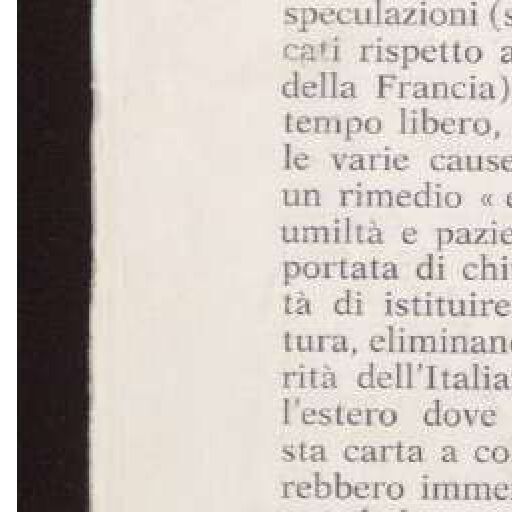 speculazioni (s
cati rispetto a
della Francia)
tempo libero,
le varie cause
un rimedio « e
umiltà e pazie
portata di chi
tà di istituire
tura, eliminan
rità dell'Italia
l'estero dove
sta carta a co
rebbero imme